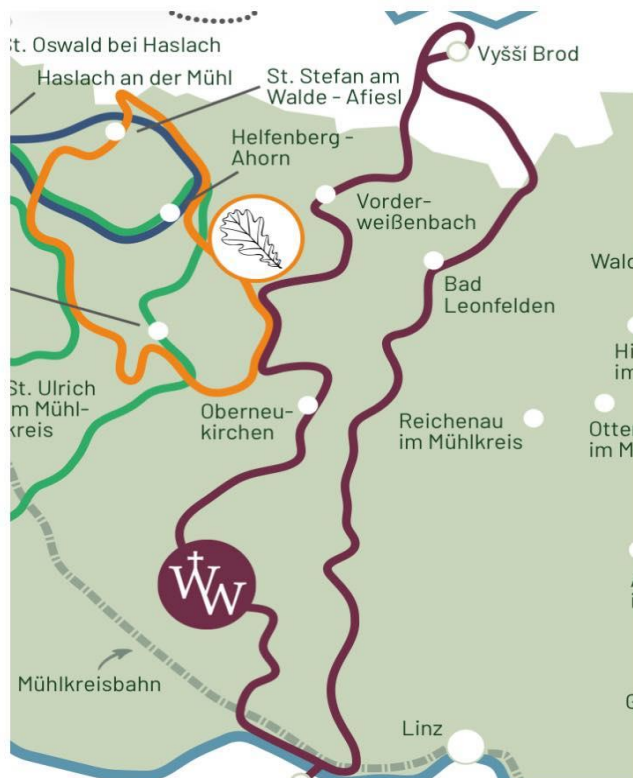 St. Oswald bei Haslach
Haslach an der Mühl
St. Stefan am
Walde - Afiesl
Vyšší Brod
Helfenberg -
Ahorn
Vorder-
weißenbach
Bad
Leonfelden
St. Ulrich
im Mühl-
kreis
Oberneu-
kirchen
Reichenau
im Mühlkreis
WW
Mühlkreisbahn
Linz